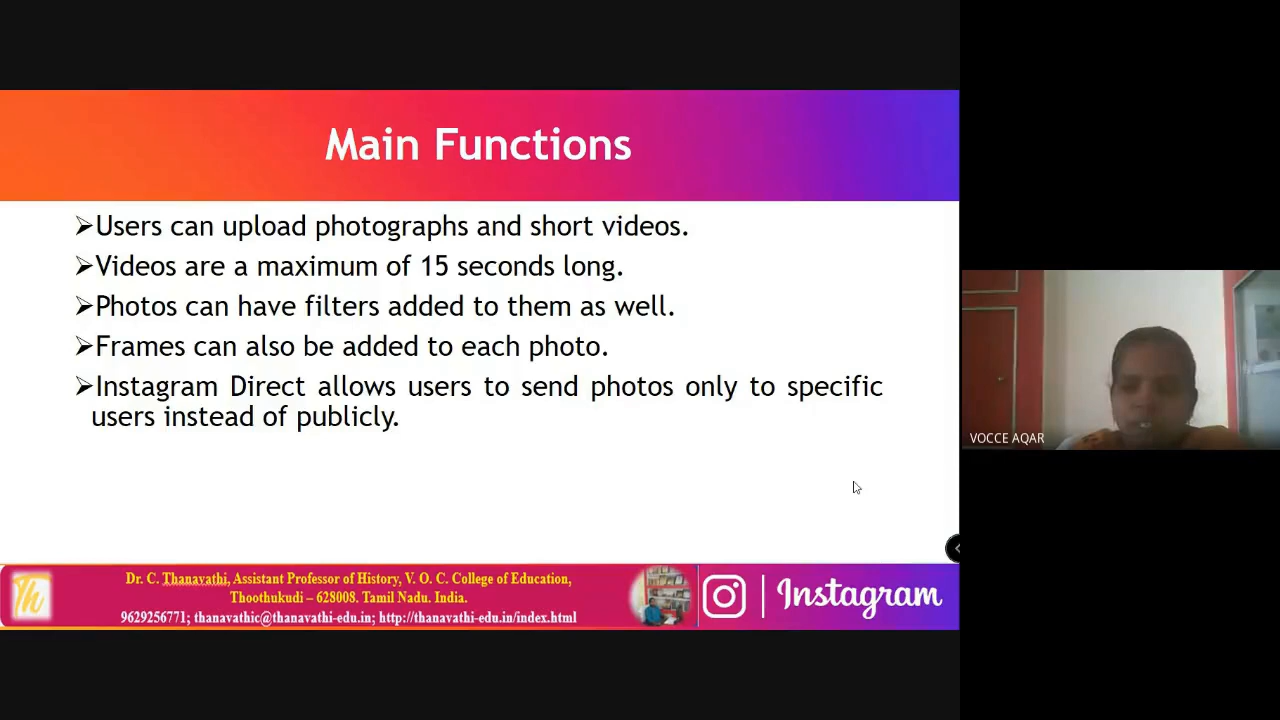 Main Functions
➢Users can upload photographs and short videos.
➢Videos are a maximum of 15 seconds long.
➢Photos can have filters added to them as well.
➢Frames can also be added to each photo.
➢Instagram Direct allows users to send photos only to specific
users instead of publicly.
VOCCE AQAR
Th
Dr. C. Thanavathi, Assistant Professor of History, V. O. C. College of Education,
Thoothukudi – 628008. Tamil Nadu. India.
9629256771; thanavathic@thanavathi-edu.in; http://thanavathi-edu.in/index.html
Instagram